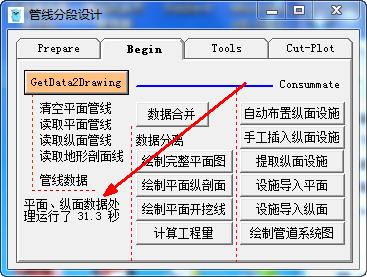 管线分段设计
Prepare
Begin
Tools
Cut-Plot
GetData2Drawing
Consummate
清空平面管线
读取平面管线
读取纵面管线
读取地形剖面线
管线数据
平面、纵面数据处
理运行了 31.3 秒
数据合并
数据分离
绘制完整平面图
绘制平纵剖面
绘制平面开挖线
计算工程量
自动布置纵面设施
手工插入纵面设施
提取纵面设施
设施导入平面
设施导入纵面
绘制管道系统图